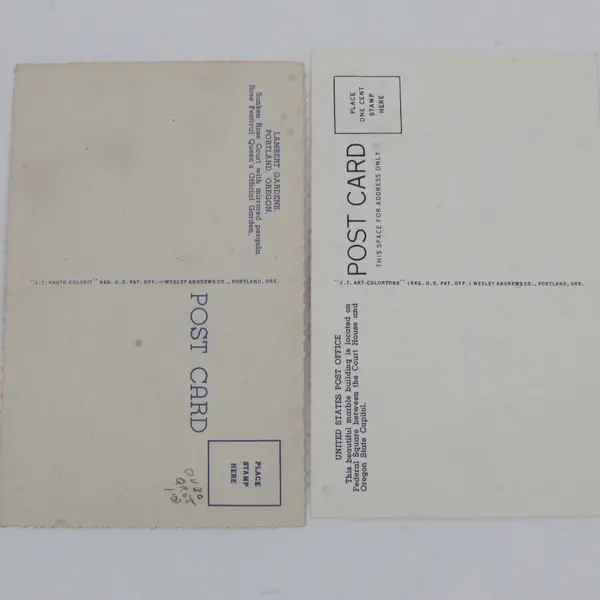 LAMBERT GARDENS,
PORTLAND, OREGON.
Sunken Rose Court with mirrored pergola
Rose Festival Queen's Official Garden.
"C.T. PHOTO-COLORIT" REG. U.S. PAT. OFF.—WESLEY ANDREWS CO., PORTLAND, ORE.
POST CARD
PLACE
STAMP
HERE
PLACE
ONE CENT
STAMP
HERE
POST CARD
THIS SPACE FOR ADDRESS ONLY
"C.T. ART-COLORTONE" (REG. U.S. PAT. OFF.) WESLEY ANDREWS CO., PORTLAND, ORE.
UNITED STATES POST OFFICE
This beautiful marble building is located on
Federal Square between the Court House and
Oregon State Capitol.